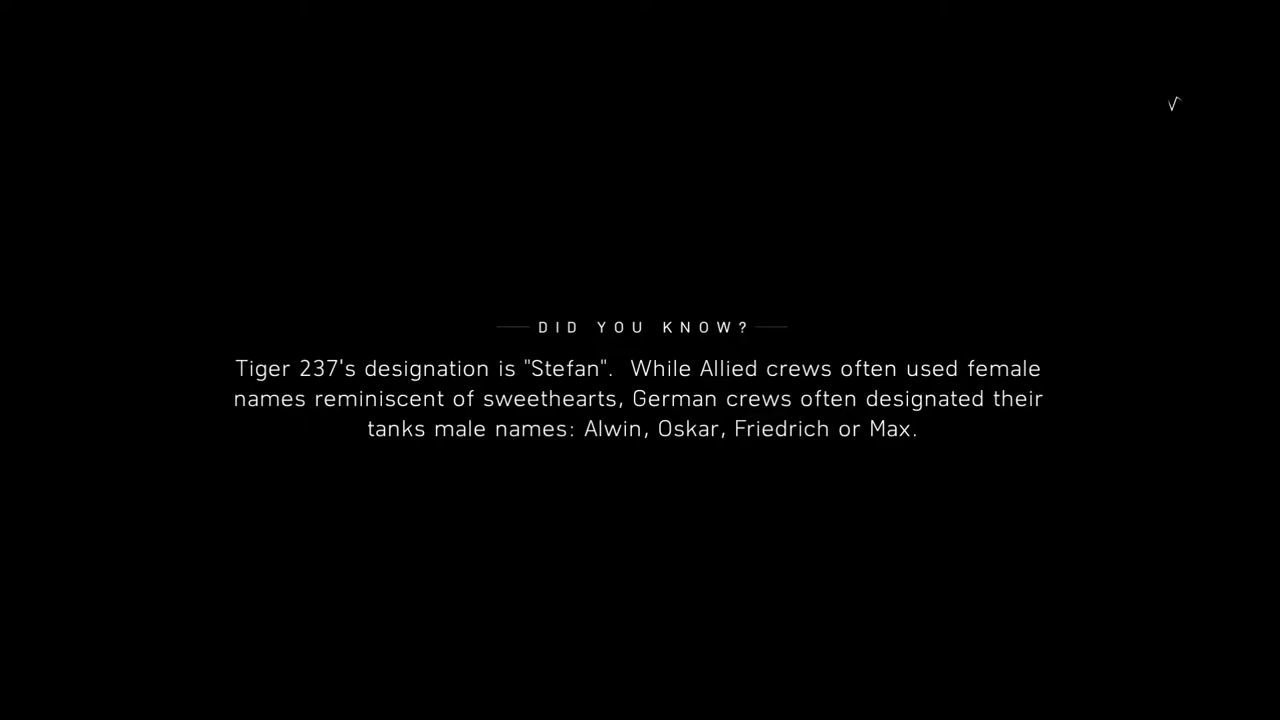 DID YOU KNOW?
Tiger 237's designation is "Stefan".  While Allied crews often used female
names reminiscent of sweethearts, German crews often designated their
tanks male names: Alwin, Oskar, Friedrich or Max.